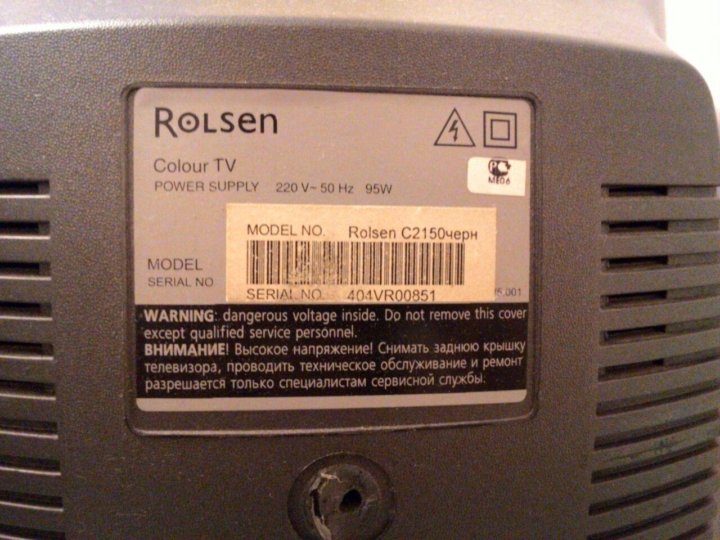 ROLSEN
Colour TV
POWER SUPPLY 220 V~ 50 Hz 95W
ME06
MODEL NO. Rolsen C2150черн
MODEL
SERIAL NO
SERIAL NO. 404VR00851
WARNING: dangerous voltage inside. Do not remove this cover
except qualified service personnel.
ВНИМАНИЕ! Высокое напряжение! Снимать заднюю крышку
телевизора, проводить техническое обслуживание и ремонт
разрешается только специалистам сервисной службы.